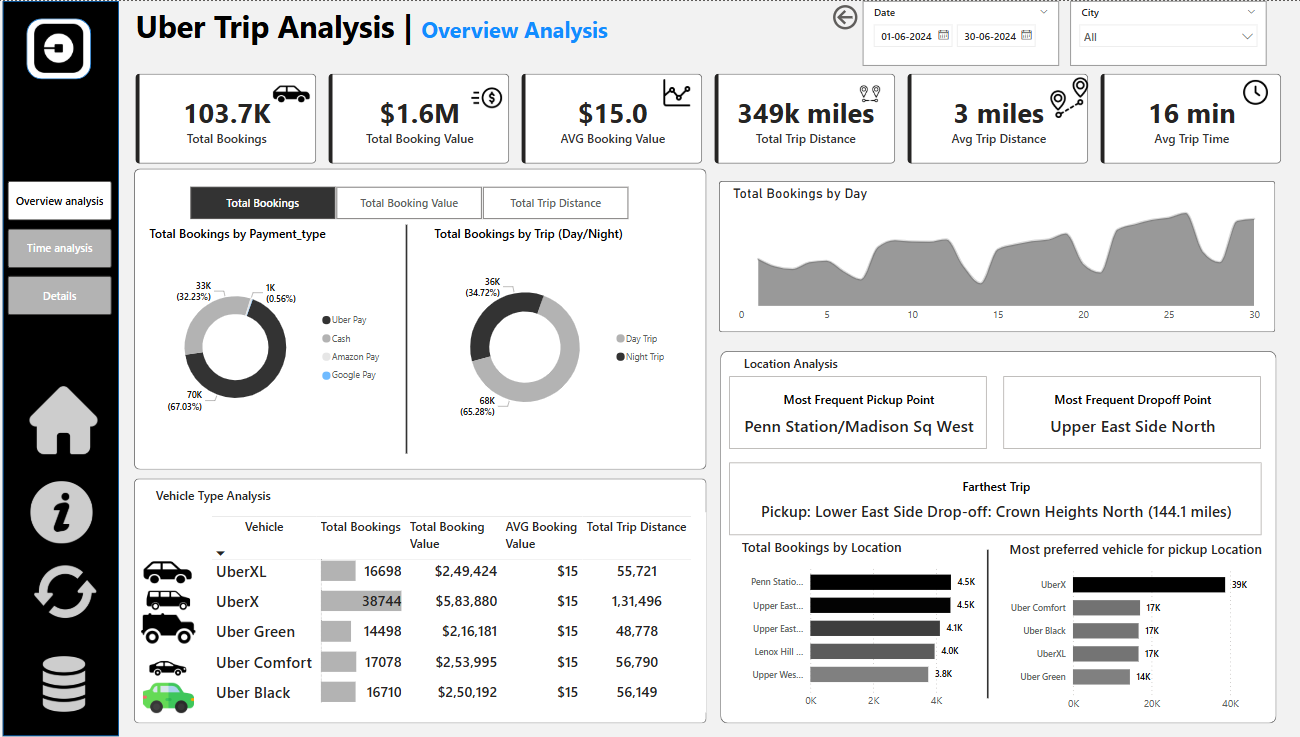 Uber Trip Analysis | Overview Analysis
Date
01-06-2024 30-06-2024
City
All
103.7K
Total Bookings
$1.6M
Total Booking Value
$15.0
AVG Booking Value
349k miles
Total Trip Distance
3 miles
Avg Trip Distance
16 min
Avg Trip Time
Overview analysis
Time analysis
Details
Total Bookings Total Booking Value Total Trip Distance
Total Bookings by Payment_type
33K
(32.23%)
1K
(0.56%)
70K
(67.03%)
Uber Pay
Cash
Amazon Pay
Google Pay
Total Bookings by Trip (Day/Night)
36K
(34.72%)
68K
(65.28%)
Day Trip
Night Trip
Total Bookings by Day
0 5 10 15 20 25 30
Vehicle Type Analysis
Vehicle Total Bookings Total Booking Value AVG Booking Value Total Trip Distance
UberXL 16698 $2,49,424 $15 55,721
UberX 38744 $5,83,880 $15 1,31,496
Uber Green 14498 $2,16,181 $15 48,778
Uber Comfort 17078 $2,53,995 $15 56,790
Uber Black 16710 $2,50,192 $15 56,149
Location Analysis
Most Frequent Pickup Point
Penn Station/Madison Sq West
Most Frequent Dropoff Point
Upper East Side North
Farthest Trip
Pickup: Lower East Side Drop-off: Crown Heights North (144.1 miles)
Total Bookings by Location
Penn Statio... 4.5K
Upper East... 4.5K
Upper East... 4.1K
Lenox Hill ... 4.0K
Upper Wes... 3.8K
0K 2K 4K
Most preferred vehicle for pickup Location
UberX 39K
Uber Comfort 17K
Uber Black 17K
UberXL 17K
Uber Green 14K
0K 20K 40K